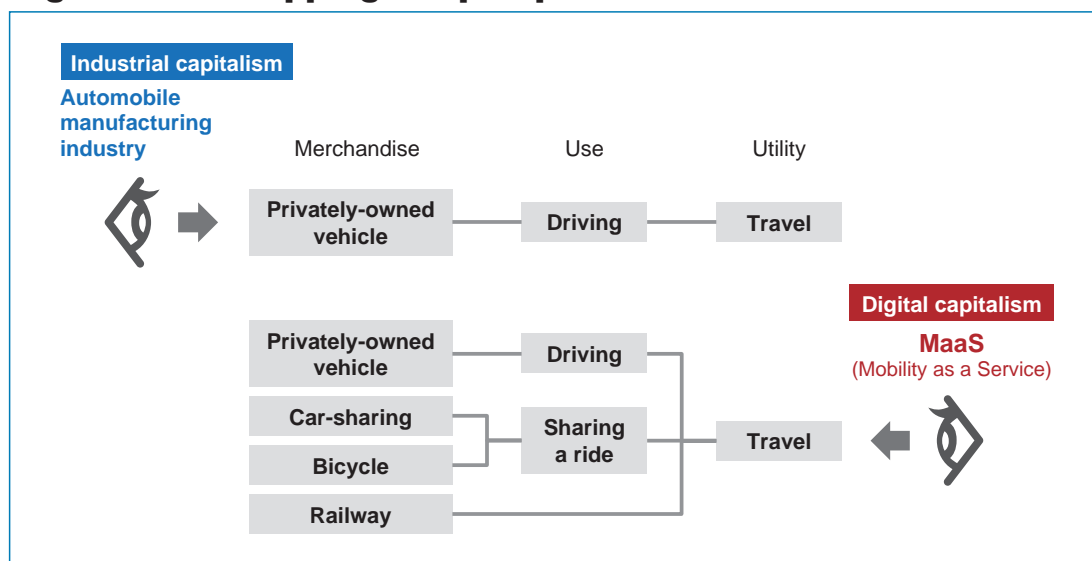 Industrial capitalism
Automobile
manufacturing
industry
Merchandise
Use
Utility
Privately-owned
vehicle
Driving
Travel
Digital capitalism
MaaS
(Mobility as a Service)
Privately-owned
vehicle
Driving
Car-sharing
Sharing
a ride
Travel
Bicycle
Railway